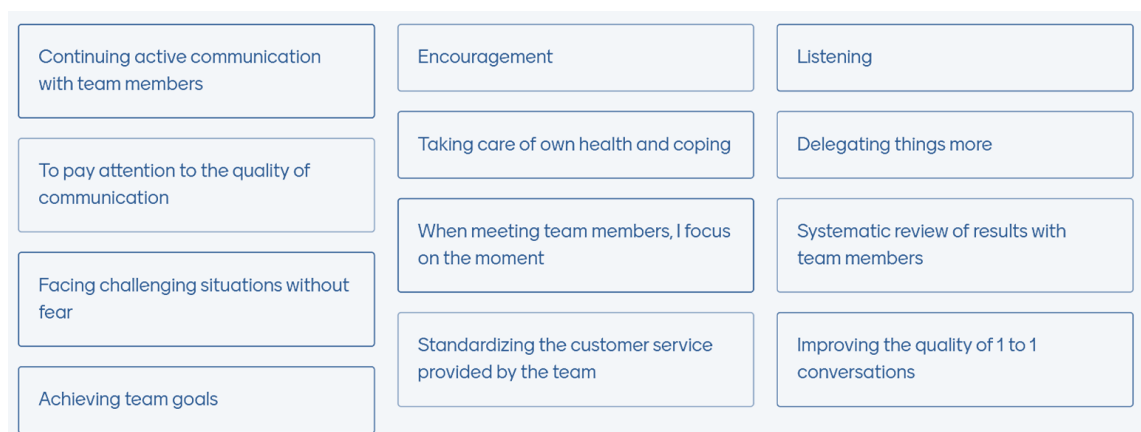 Continuing active communication
with team members
To pay attention to the quality of
communication
Facing challenging situations without
fear
Achieving team goals
Encouragement
Taking care of own health and coping
When meeting team members, I focus
on the moment
Standardizing the customer service
provided by the team
Listening
Delegating things more
Systematic review of results with
team members
Improving the quality of 1 to 1
conversations